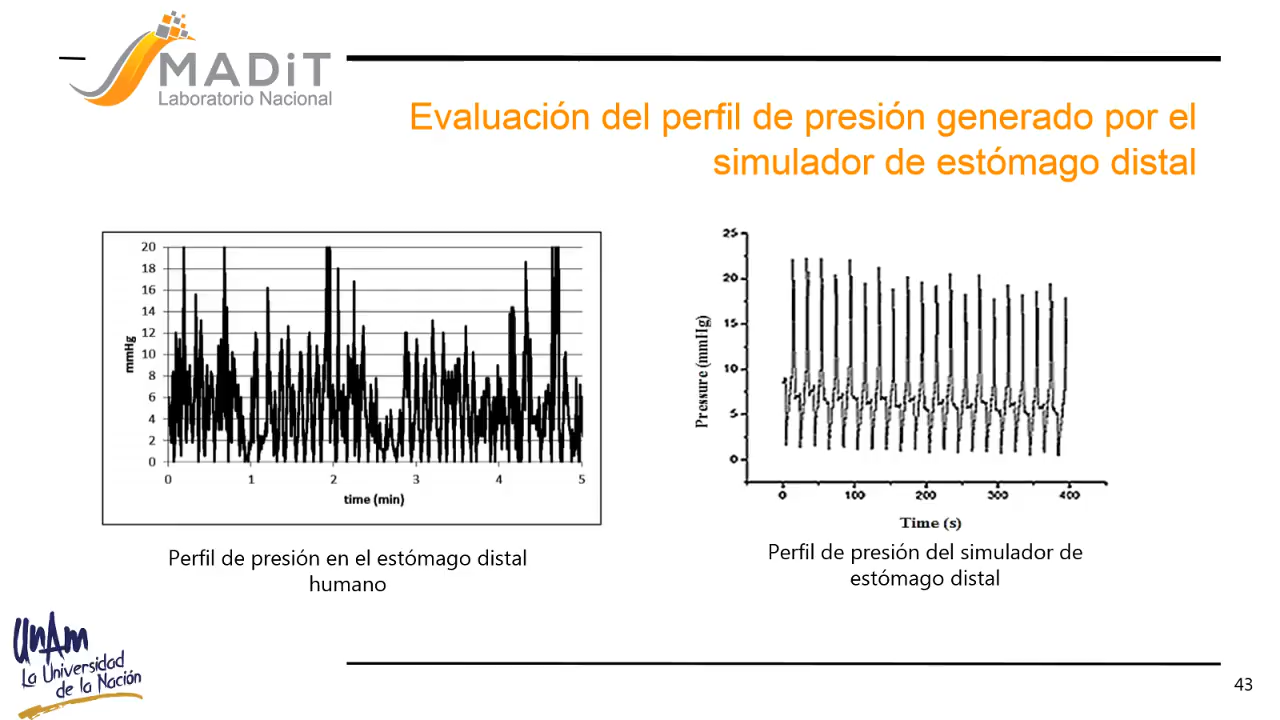 MADiT
Laboratorio Nacional
Evaluación del perfil de presión generado por el
simulador de estómago distal
20
18
16
14
12
10
8
6
4
2
0
mmHg
0 1 2 3 4 5
time (min)
Perfil de presión en el estómago distal
humano
25
20
15
10
5
0
Pressure (mmHg)
0 100 200 300 400
Time (s)
Perfil de presión del simulador de
estómago distal
UnAm
La Universidad
de la Nación
43